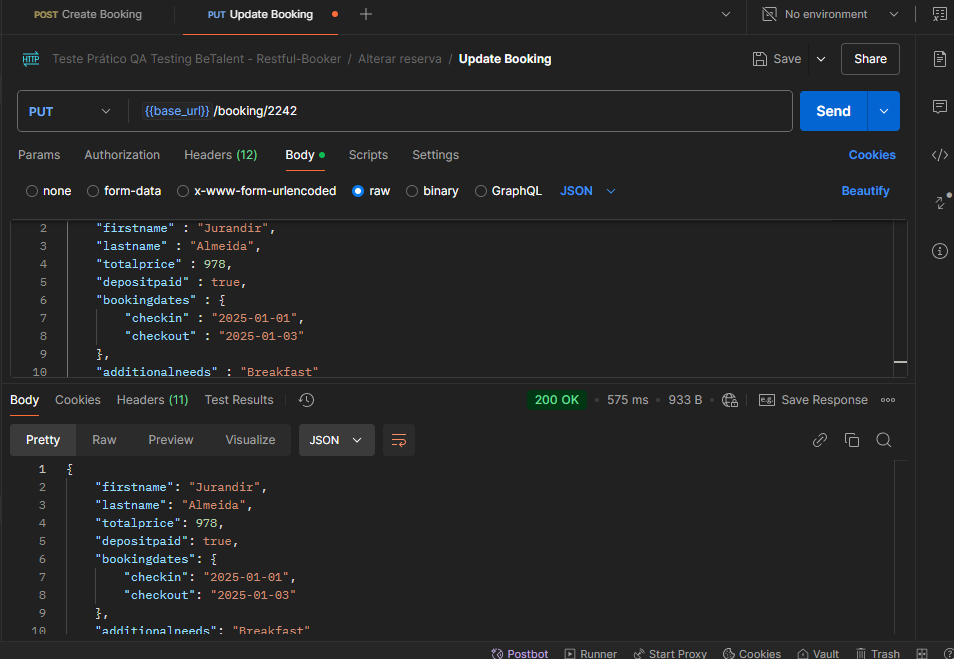 POST Create Booking PUT Update Booking No environment
HTTP Teste Prático QA Testing BeTalent - Restful-Booker / Alterar reserva / Update Booking Save Share
PUT {{base_url}} /booking/2242 Send
Params Authorization Headers (12) Body Scripts Settings Cookies
none form-data x-www-form-urlencoded raw binary GraphQL JSON Beautify
2 "firstname" : "Jurandir",
3 "lastname" : "Almeida",
4 "totalprice" : 978,
5 "depositpaid" : true,
6 "bookingdates" : {
7 "checkin" : "2025-01-01",
8 "checkout" : "2025-01-03"
9 },
10 "additionalneeds" : "Breakfast"
Body Cookies Headers (11) Test Results 200 OK 575 ms 933 B e.g. Save Response
Pretty Raw Preview Visualize JSON
1 {
2 "firstname": "Jurandir",
3 "lastname": "Almeida",
4 "totalprice": 978,
5 "depositpaid": true,
6 "bookingdates": {
7 "checkin": "2025-01-01",
8 "checkout": "2025-01-03"
9 },
10 "additionalneeds": "Breakfast"
Postbot Runner Start Proxy Cookies Vault Trash